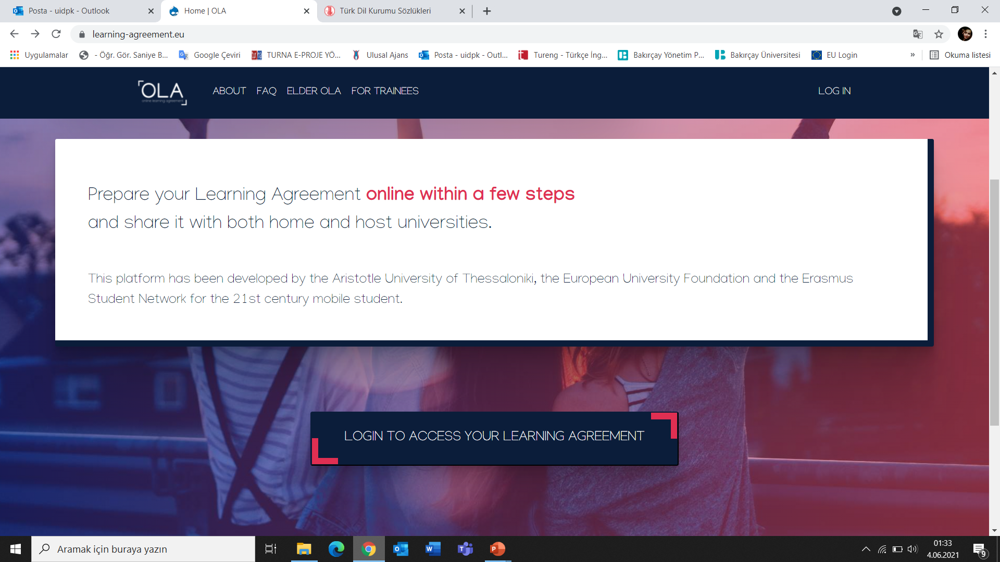 Posta - uidpk - Outlook
Home | OLA
Türk Dil Kurumu Sözlükleri
learning-agreement.eu
Uygulamalar
- Öğr. Gör. Saniye B...
Google Çeviri
TURNA E-PROJE YÖ...
Ulusal Ajans
Posta - uidpk - Outl...
Tureng - Türkçe İng...
Bakırçay Yönetim P...
Bakırçay Üniversitesi
EU Login
»
Okuma listesi
OLA
online learning agreement
ABOUT
FAQ
ELDER OLA
FOR TRAINEES
LOG IN
Prepare your Learning Agreement online within a few steps
and share it with both home and host universities.
This platform has been developed by the Aristotle University of Thessaloniki, the European University Foundation and the Erasmus
Student Network for the 21st century mobile student.
LOGIN TO ACCESS YOUR LEARNING AGREEMENT
Aramak için buraya yazın
01:33
4.06.2021
9